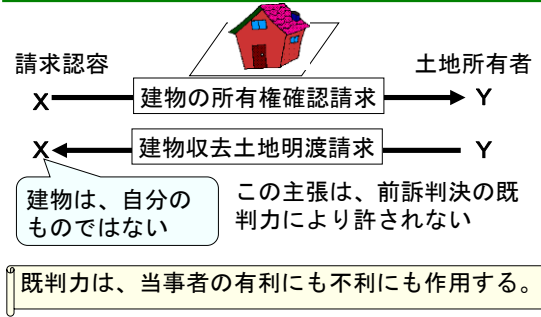 請求認容
土地所有者
X 建物の所有権確認請求 Y
X 建物収去土地明渡請求 Y
建物は、自分の
ものではない
この主張は、前訴判決の既
判力により許されない
既判力は、当事者の有利にも不利にも作用する。